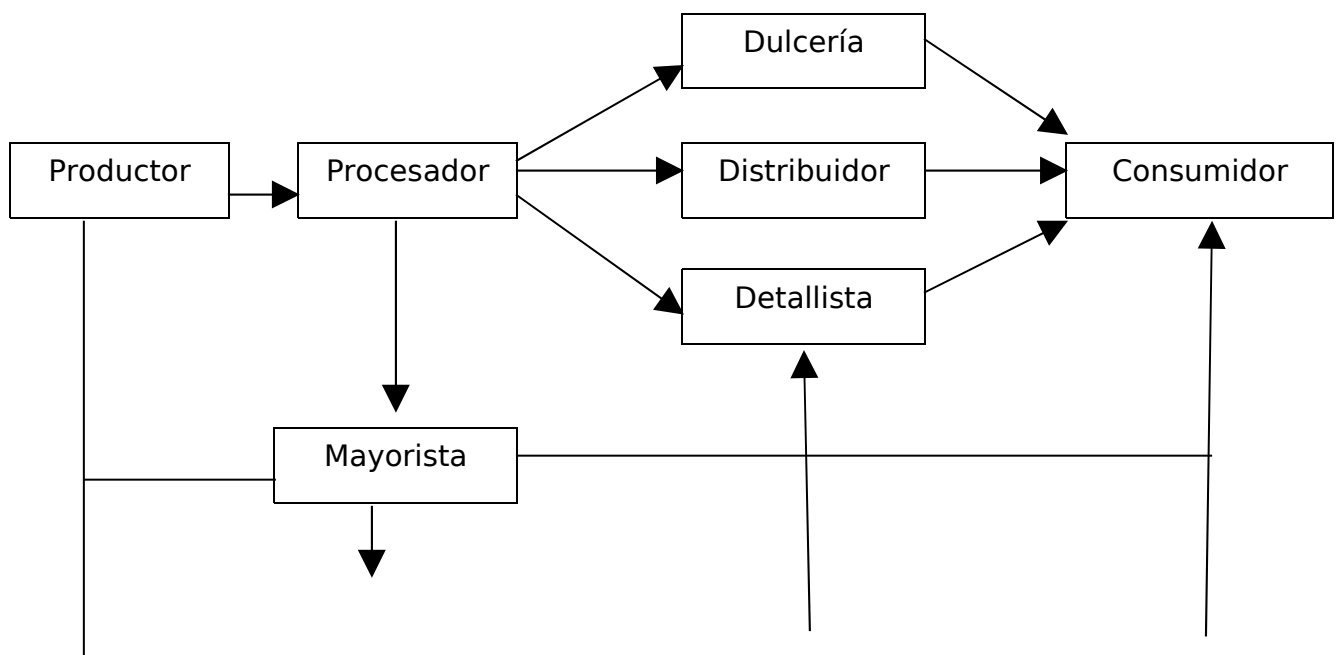 Dulcería
Productor
Procesador
Distribuidor
Consumidor
Detallista
Mayorista